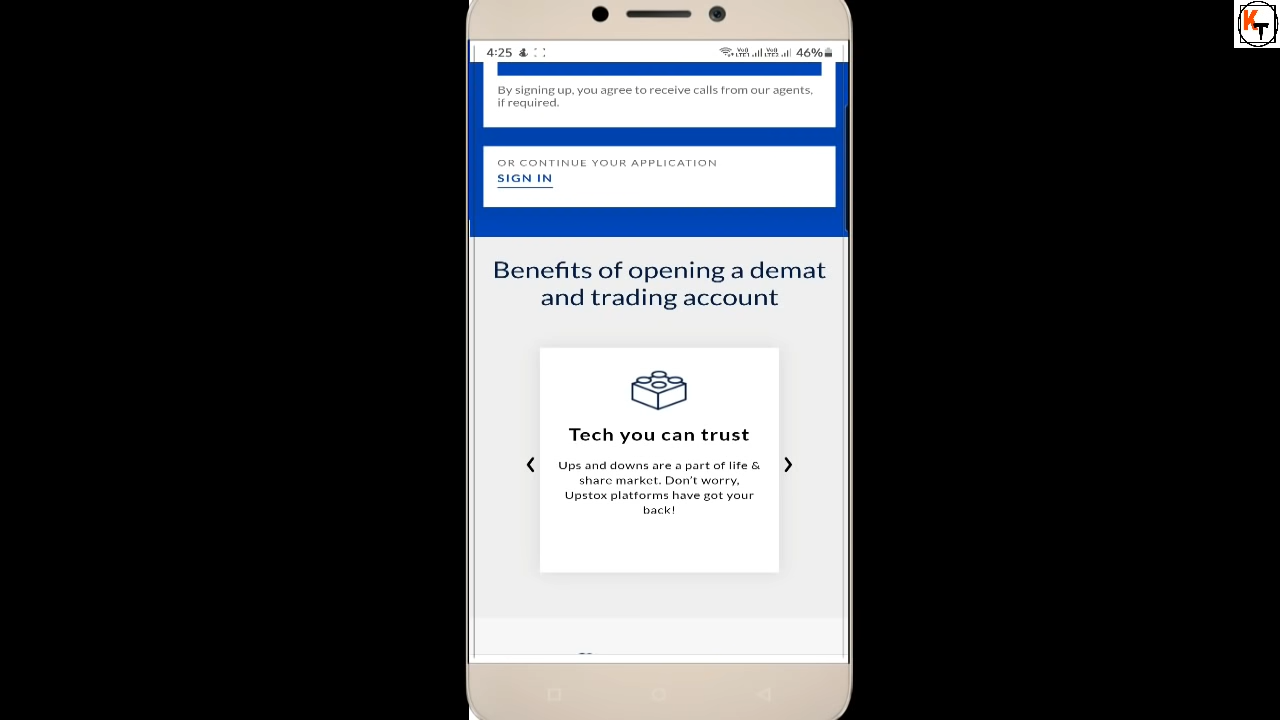 KT
4:25
46%
By signing up, you agree to receive calls from our agents,
if required.
OR CONTINUE YOUR APPLICATION
SIGN IN
Benefits of opening a demat
and trading account
Tech you can trust
Ups and downs are a part of life &
share market. Don't worry,
Upstox platforms have got your
back!